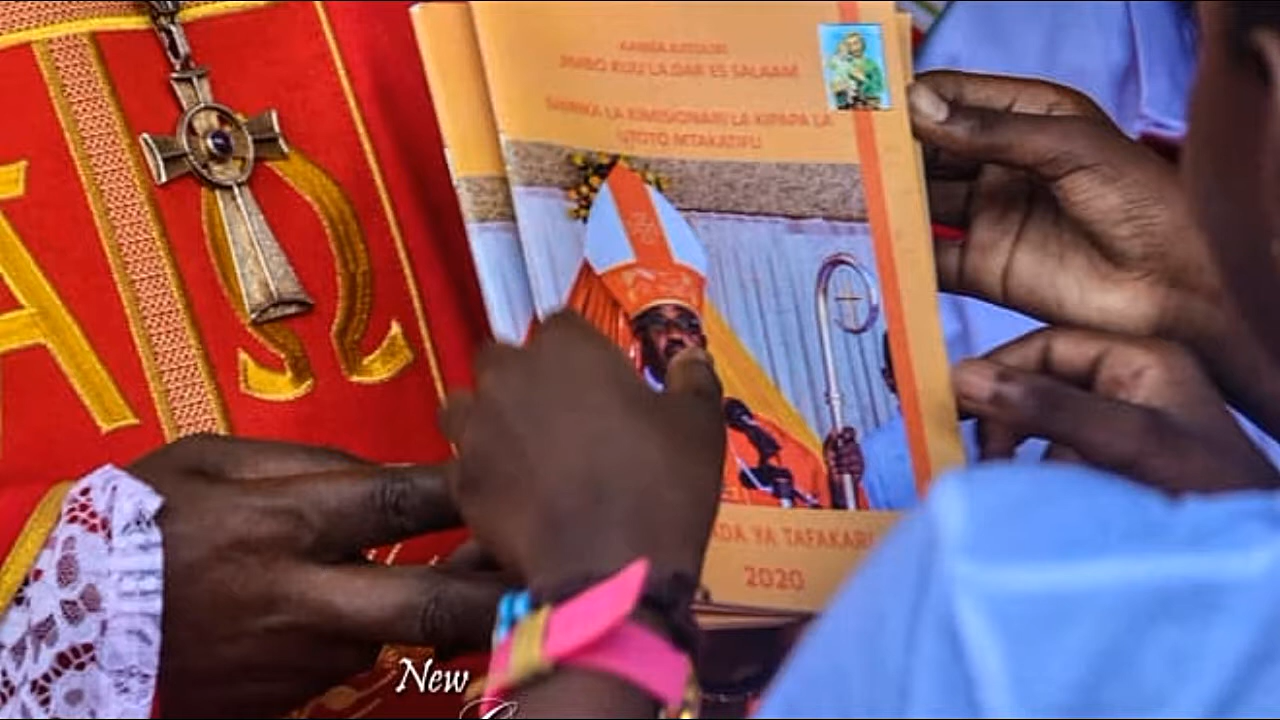 KANISA KATOLIKI
JIMBO KUU LA DAR ES SALAAM
SHIRIKA LA KIMISIONARI LA KIPAPA LA
UTOTO MTAKATIFU
ADA YA TAFAKARI
2020
A Ω
New